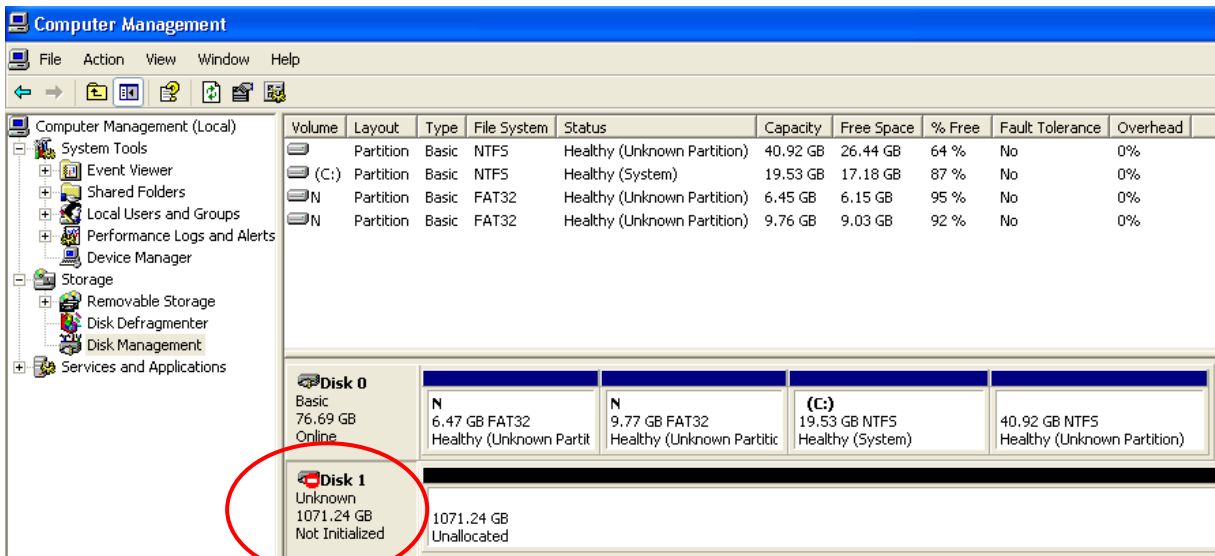 Computer Management
File Action View Window Help
Computer Management (Local)
System Tools
Event Viewer
Shared Folders
Local Users and Groups
Performance Logs and Alerts
Device Manager
Storage
Removable Storage
Disk Defragmenter
Disk Management
Services and Applications
Volume Layout Type File System Status Capacity Free Space % Free Fault Tolerance Overhead
Partition Basic NTFS Healthy (Unknown Partition) 40.92 GB 26.44 GB 64 % No 0%
(C:) Partition Basic NTFS Healthy (System) 19.53 GB 17.18 GB 87 % No 0%
N Partition Basic FAT32 Healthy (Unknown Partition) 6.45 GB 6.15 GB 95 % No 0%
N Partition Basic FAT32 Healthy (Unknown Partition) 9.76 GB 9.03 GB 92 % No 0%
Disk 0
Basic
76.69 GB
Online
N
6.47 GB FAT32
Healthy (Unknown Partit
N
9.77 GB FAT32
Healthy (Unknown Partitic
(C:)
19.53 GB NTFS
Healthy (System)
40.92 GB NTFS
Healthy (Unknown Partition)
Disk 1
Unknown
1071.24 GB
Not Initialized
1071.24 GB
Unallocated